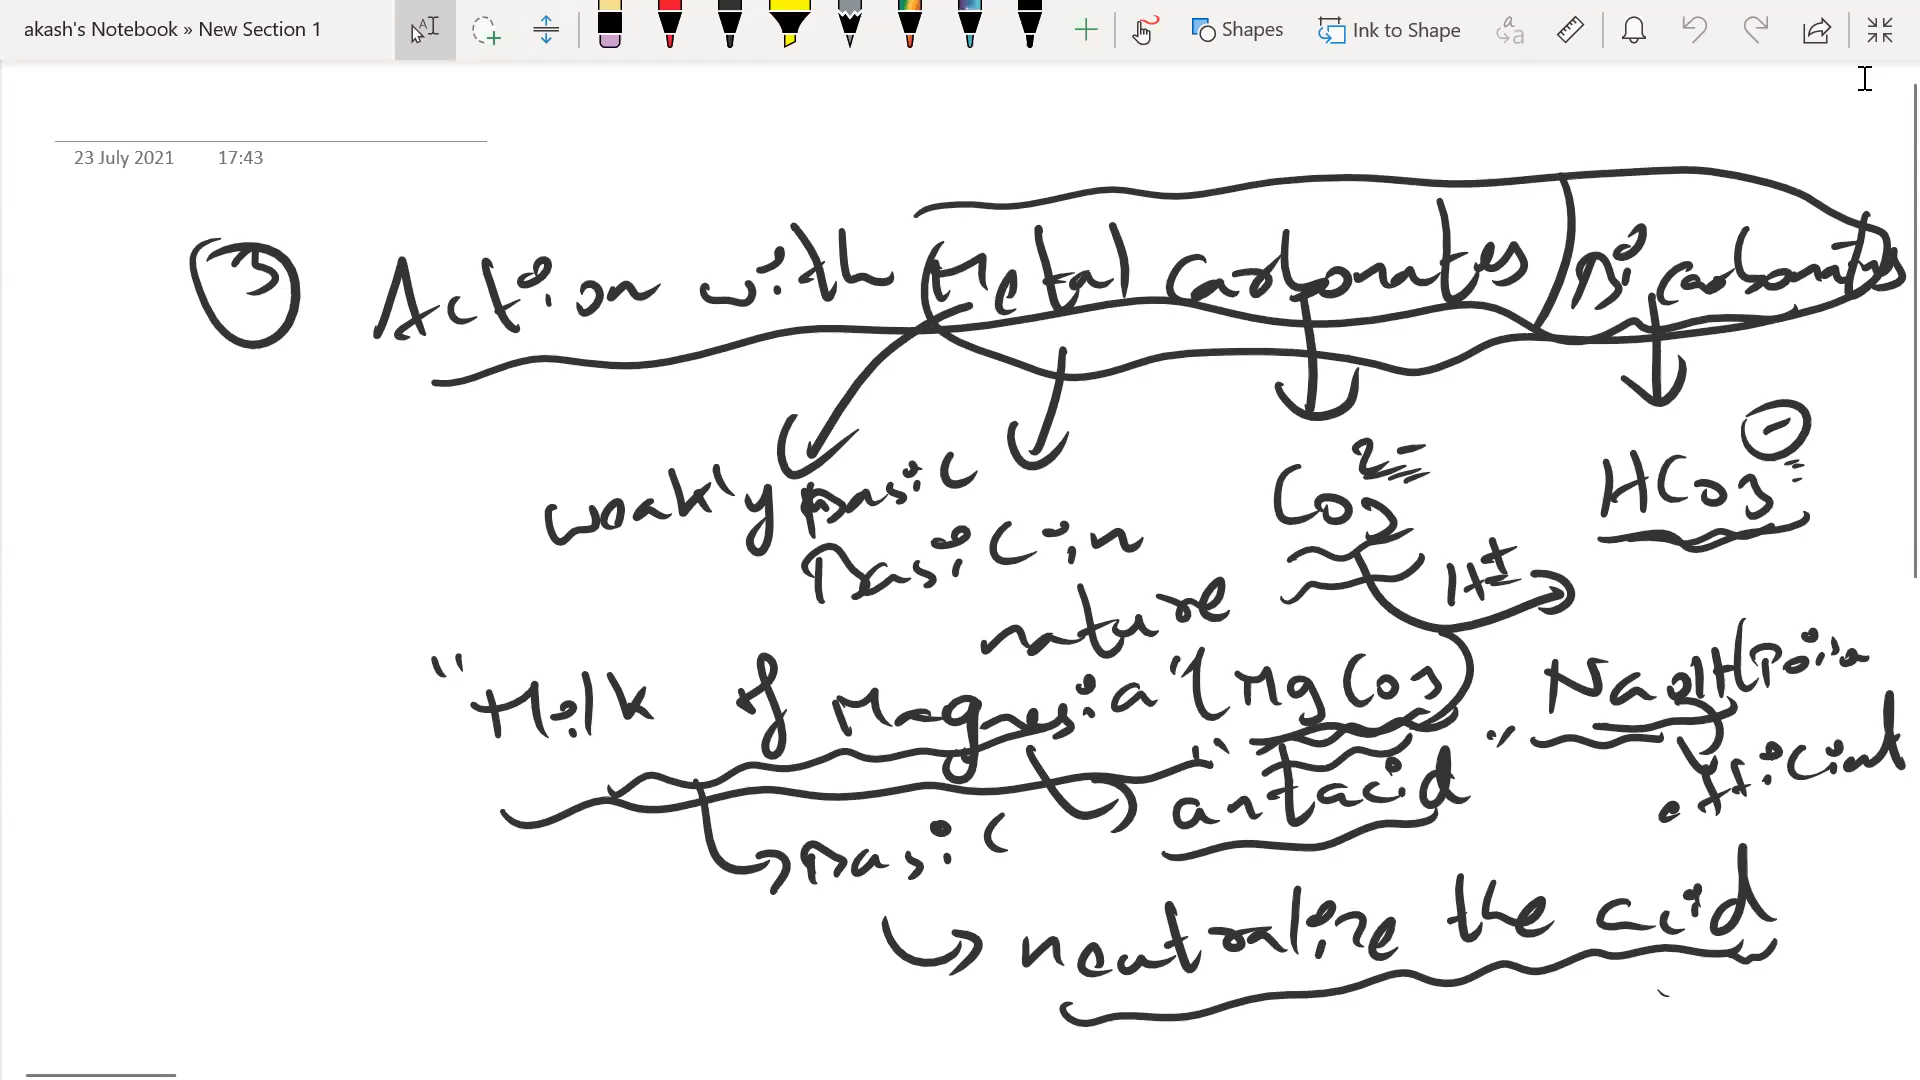 akash's Notebook » New Section 1
Shapes
Ink to Shape
23 July 2021 17:43
3 Action with Metal carbonates Bicarbonates
weakly Basic
Basic in nature
CO3 2-
HCO3 -
H+
"Milk of Magnesia" (MgCO3)
NaOH (Poiso
antacid
efficient
Basic
neutralize the acid